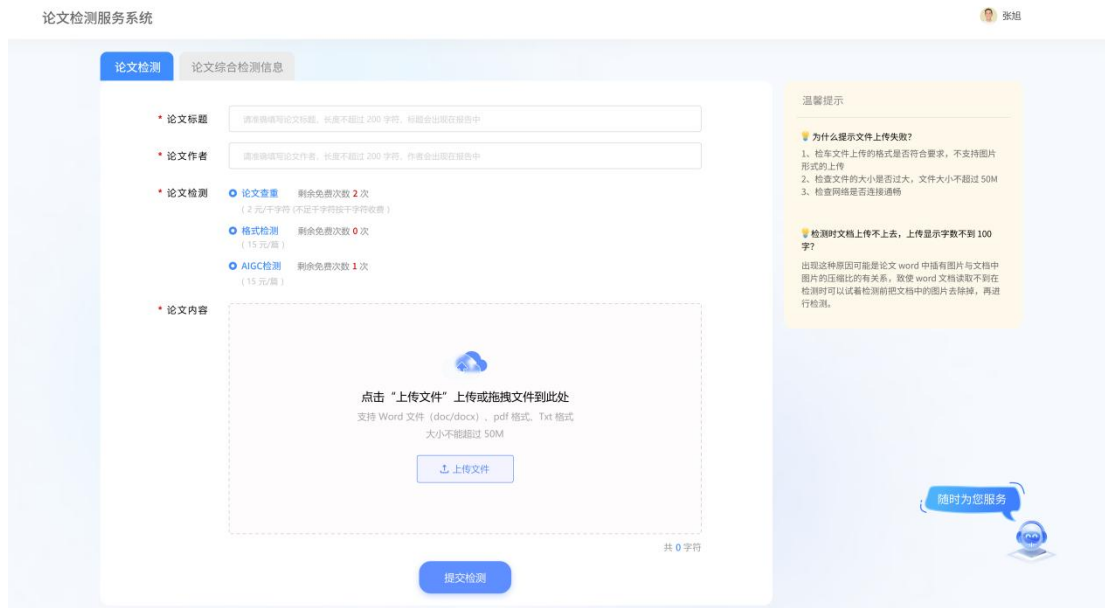 论文检测服务系统
张旭
论文检测
论文综合检测信息
* 论文标题
请准确填写论文标题，长度不超过 200 字符，标题会出现在报告中
* 论文作者
请准确填写论文作者，长度不超过 200 字符，作者会出现在报告中
* 论文检测
论文查重 剩余免费次数 2 次
( 2 元/千字符 (不足千字符按千字符收费 )
格式检测 剩余免费次数 0 次
( 15 元/篇 )
AIGC检测 剩余免费次数 1 次
( 15 元/篇 )
* 论文内容
点击“上传文件”上传或拖拽文件到此处
支持 Word 文件（doc/docx）、pdf 格式、Txt 格式
大小不能超过 50M
上传文件
共 0 字符
提交检测
温馨提示
为什么提示文件上传失败?
1、检车文件上传的格式是否符合要求，不支持图片
形式的上传
2、检查文件的大小是否过大，文件大小不超过 50M
3、检查网络是否连接通畅
检测时文档上传不上去，上传显示字数不到 100
字?
出现这种原因可能是论文 word 中插有图片与文档中
图片的压缩比的有关系，致使 word 文档读取不到在
检测时可以试着检测前把文档中的图片去除掉，再进
行检测。
随时为您服务